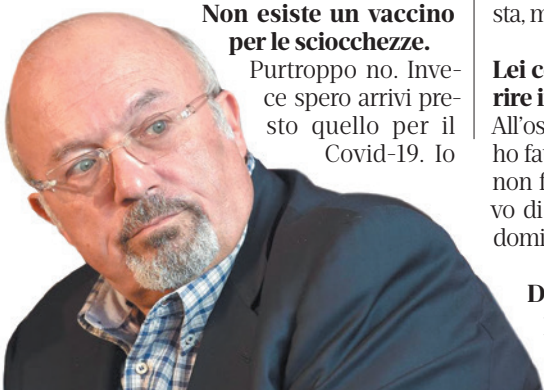 Non esiste un vaccino
per le sciocchezze.
Purtroppo no. Inve-
ce spero arrivi pre-
sto quello per il
Covid-19. Io
sta, m
Lei c
rire i
All'os
ho fa
non f
vo di
domi
D